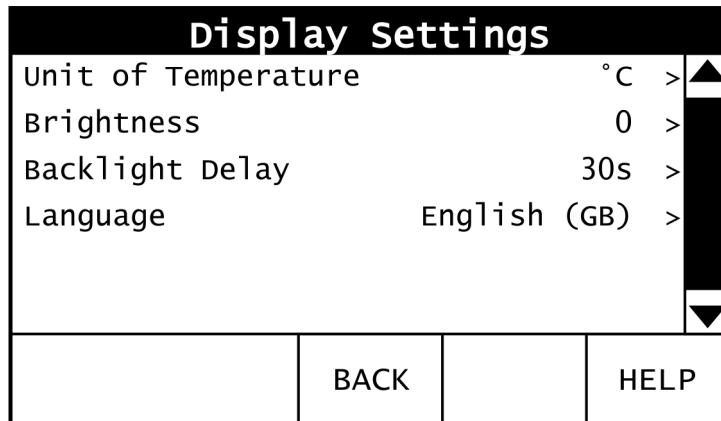 Display Settings
Unit of Temperature °C >
Brightness 0 >
Backlight Delay 30s >
Language English (GB) >
BACK HELP